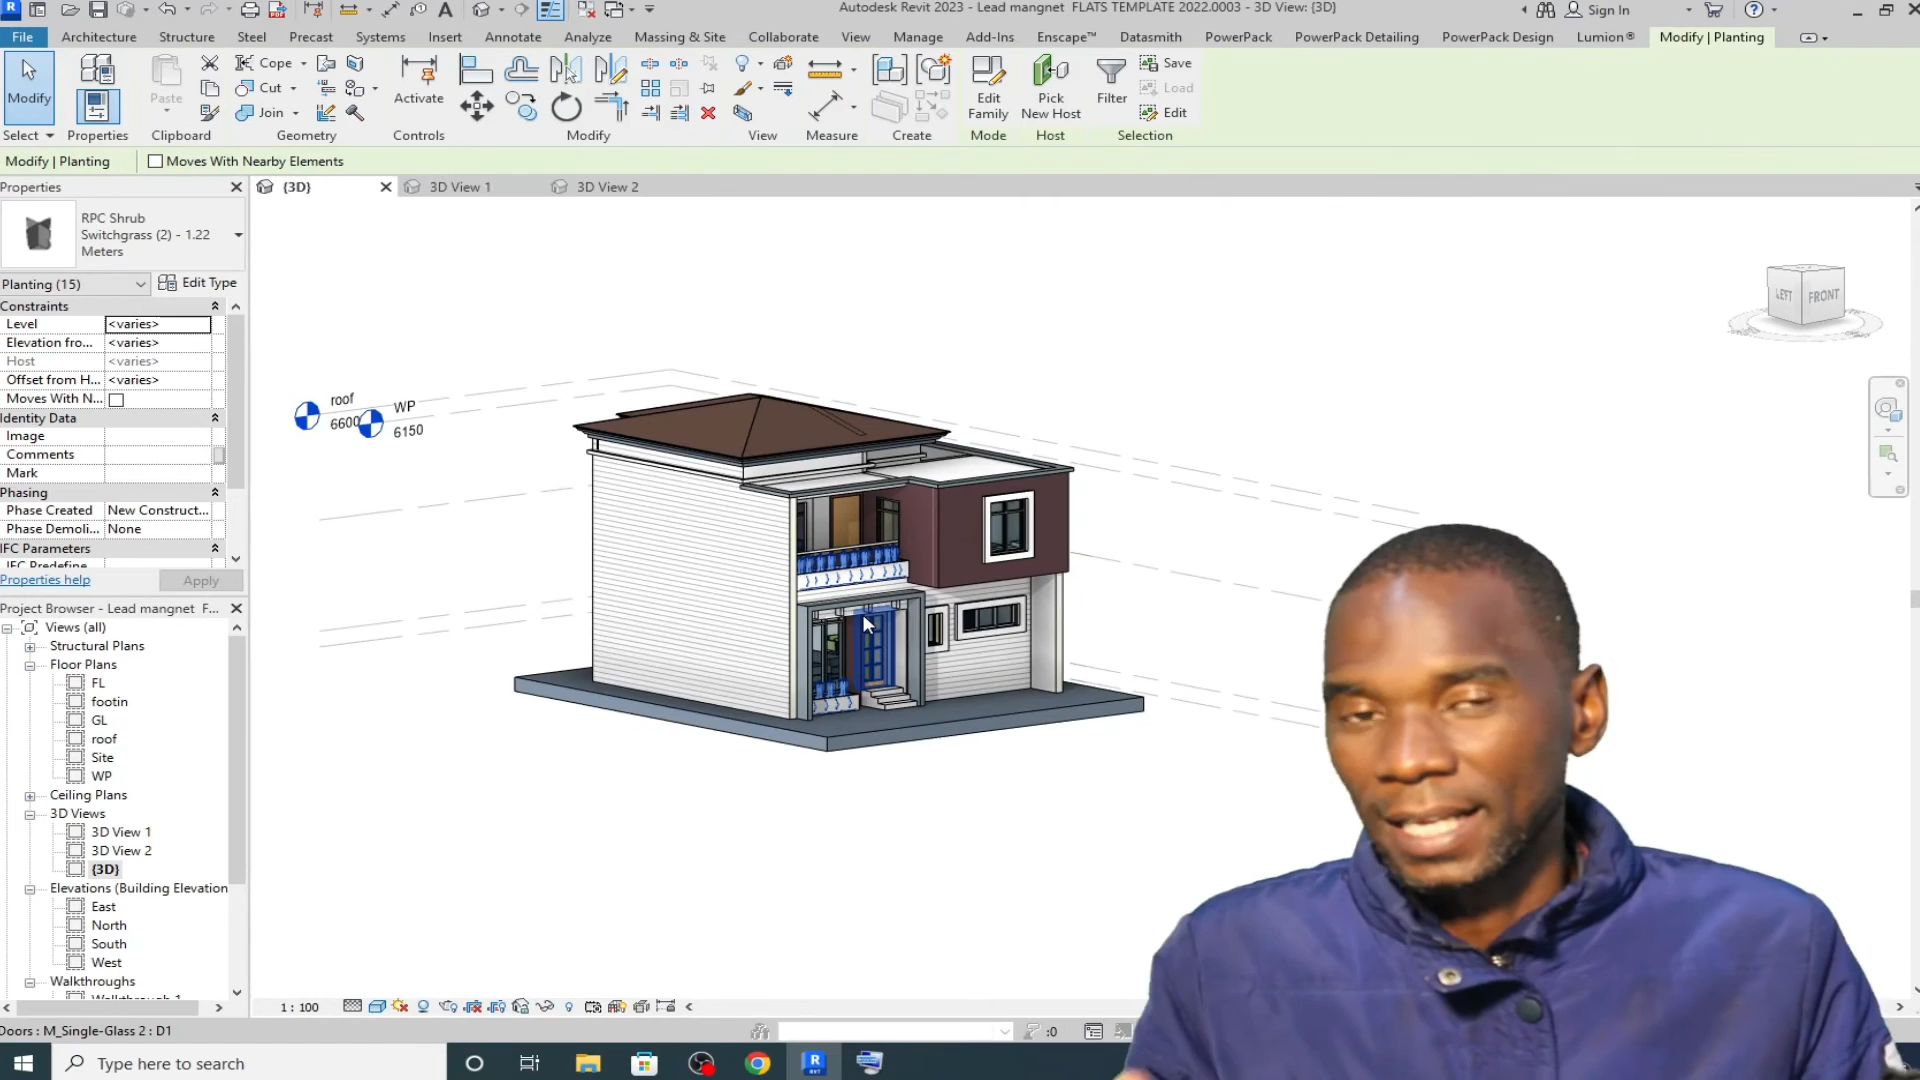 Autodesk Revit 2023 - Lead mangnet FLATS TEMPLATE 2022.0003 - 3D View: {3D}
Sign In
File Architecture Structure Steel Precast Systems Insert Annotate Analyze Massing & Site Collaborate View Manage Add-Ins Enscape™ Datasmith PowerPack PowerPack Detailing PowerPack Design Lumion® Modify | Planting
Modify
Paste
Cope
Cut
Join
Activate
Edit Family
Pick New Host
Filter
Save
Load
Edit
Select Properties Clipboard Geometry Controls Modify View Measure Create Mode Host Selection
Modify | Planting Moves With Nearby Elements
Properties
{3D} 3D View 1 3D View 2
RPC Shrub
Switchgrass (2) - 1.22
Meters
Planting (15) Edit Type
Constraints
Level <varies>
Elevation fro... <varies>
Host <varies>
Offset from H... <varies>
Moves With N...
Identity Data
Image
Comments
Mark
Phasing
Phase Created New Construct...
Phase Demoli... None
IFC Parameters
IFC Predefine
Properties help Apply
roof
6600
WP
6150
LEFT FRONT
Project Browser - Lead mangnet F...
Views (all)
Structural Plans
Floor Plans
FL
footin
GL
roof
Site
WP
Ceiling Plans
3D Views
3D View 1
3D View 2
{3D}
Elevations (Building Elevation
East
North
South
West
Walkthroughs
Walkthrough 1
1 : 100
Doors : M_Single-Glass 2 : D1
:0
Type here to search